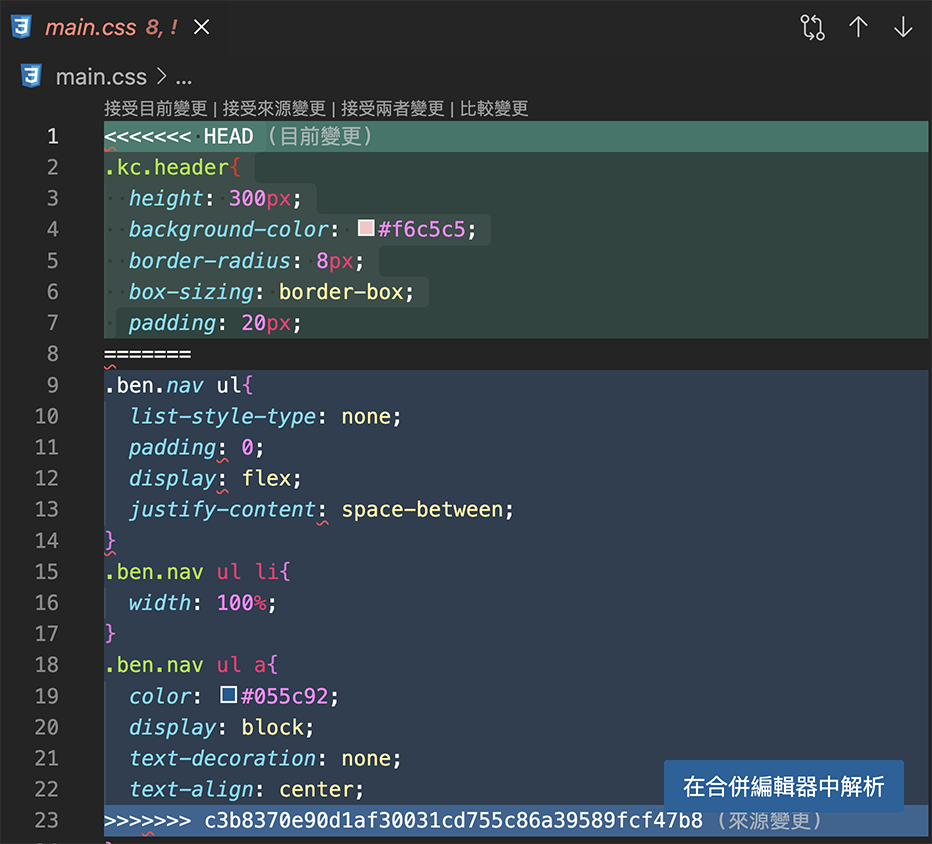 main.css 8, !
main.css > ...
接受目前變更 | 接受來源變更 | 接受兩者變更 | 比較變更
1 <<<<<<< HEAD (目前變更)
2 .kc.header{
3 height: 300px;
4 background-color: #f6c5c5;
5 border-radius: 8px;
6 box-sizing: border-box;
7 padding: 20px;
8 =======
9 .ben.nav ul{
10 list-style-type: none;
11 padding: 0;
12 display: flex;
13 justify-content: space-between;
14 }
15 .ben.nav ul li{
16 width: 100%;
17 }
18 .ben.nav ul a{
19 color: #055c92;
20 display: block;
21 text-decoration: none;
22 text-align: center;
在合併編輯器中解析
23 >>>>>>> c3b8370e90d1af30031cd755c86a39589fcf47b8 (來源變更)